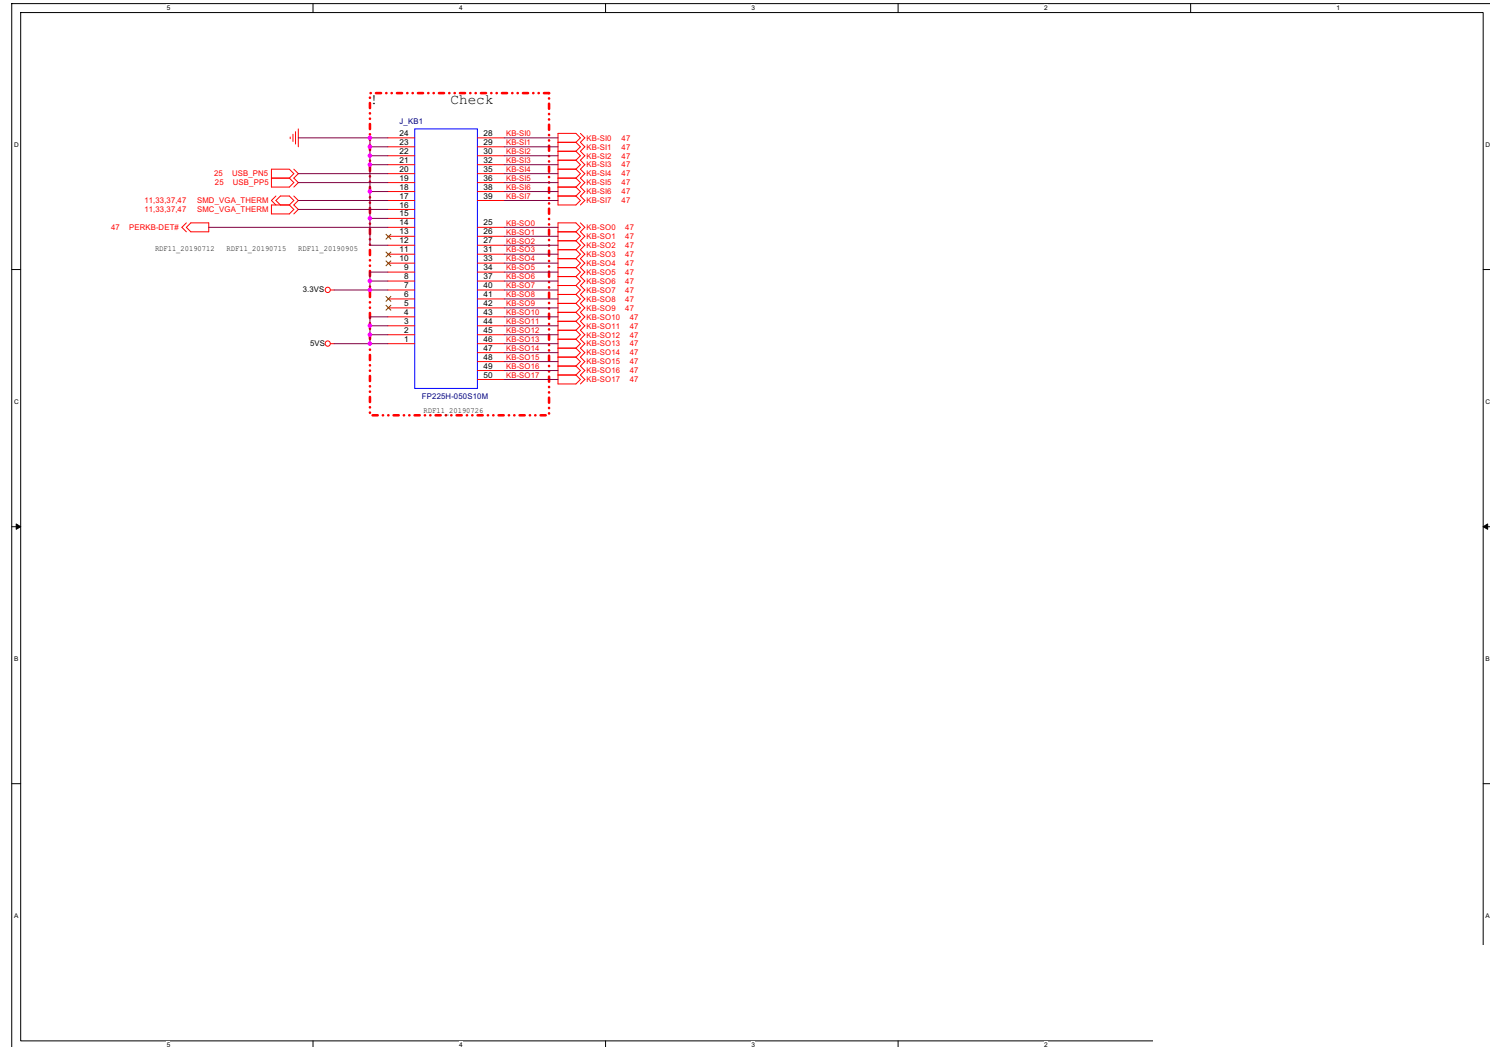 5 4 3 2 1
! Check
J_KB1
24 28 KB-SI0 KB-SI0 47
23 29 KB-SI1 KB-SI1 47
D D
22 30 KB-SI2 KB-SI2 47
21 32 KB-SI3 KB-SI3 47
25 USB_PN5 20 35 KB-SI4 KB-SI4 47
25 USB_PP5 19 36 KB-SI5 KB-SI5 47
18 38 KB-SI6 KB-SI6 47
11,33,37,47 SMD_VGA_THERM 17 39 KB-SI7 KB-SI7 47
11,33,37,47 SMC_VGA_THERM 16
15
47 PERKB-DET# 14 25 KB-SO0 KB-SO0 47
13 26 KB-SO1 KB-SO1 47
12 27 KB-SO2 KB-SO2 47
RDF11_20190712 RDF11_20190715 RDF11_20190905
11 31 KB-SO3 KB-SO3 47
10 33 KB-SO4 KB-SO4 47
9 34 KB-SO5 KB-SO5 47
8 37 KB-SO6 KB-SO6 47
3.3VS 7 40 KB-SO7 KB-SO7 47
6 41 KB-SO8 KB-SO8 47
5 42 KB-SO9 KB-SO9 47
4 43 KB-SO10 KB-SO10 47
3 44 KB-SO11 KB-SO11 47
2 45 KB-SO12 KB-SO12 47
5VS 1 46 KB-SO13 KB-SO13 47
47 KB-SO14 KB-SO14 47
48 KB-SO15 KB-SO15 47
49 KB-SO16 KB-SO16 47
50 KB-SO17 KB-SO17 47
FP225H-050S10M
C C
RDF11_20190726
B B
A A
5 4 3 2